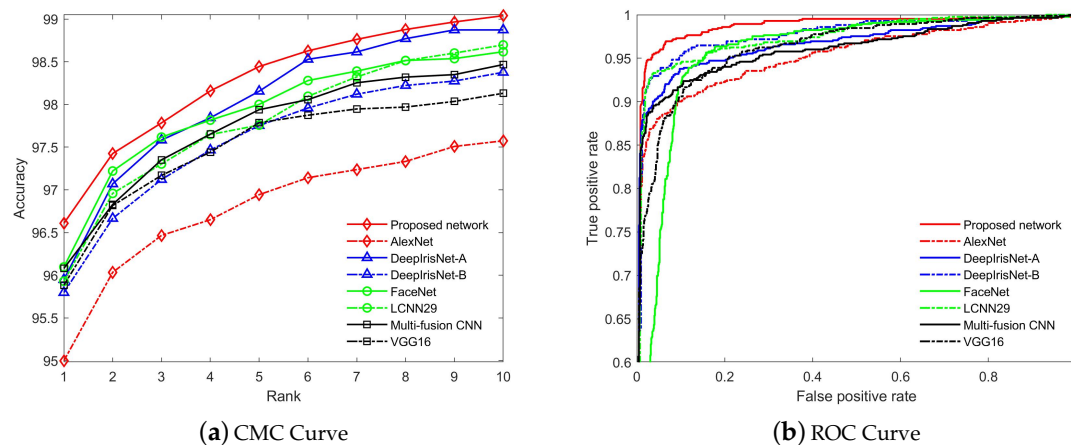 99
98.5
98
97.5
97
96.5
96
95.5
95
Accuracy
1 2 3 4 5 6 7 8 9 10
Rank
Proposed network
AlexNet
DeepIrisNet-A
DeepIrisNet-B
FaceNet
LCNN29
Multi-fusion CNN
VGG16
(a) CMC Curve
1
0.95
0.9
0.85
0.8
0.75
0.7
0.65
0.6
True positive rate
0 0.2 0.4 0.6 0.8
False positive rate
Proposed network
AlexNet
DeepIrisNet-A
DeepIrisNet-B
FaceNet
LCNN29
Multi-fusion CNN
VGG16
(b) ROC Curve